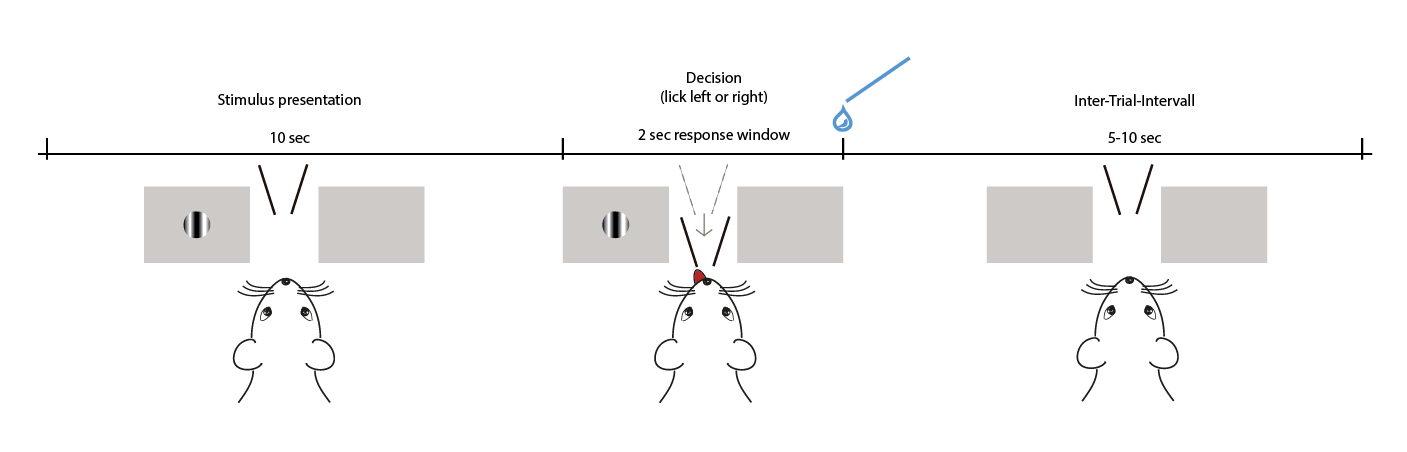 Stimulus presentation
10 sec
Decision
(lick left or right)
2 sec response window
Inter-Trial-Intervall
5-10 sec